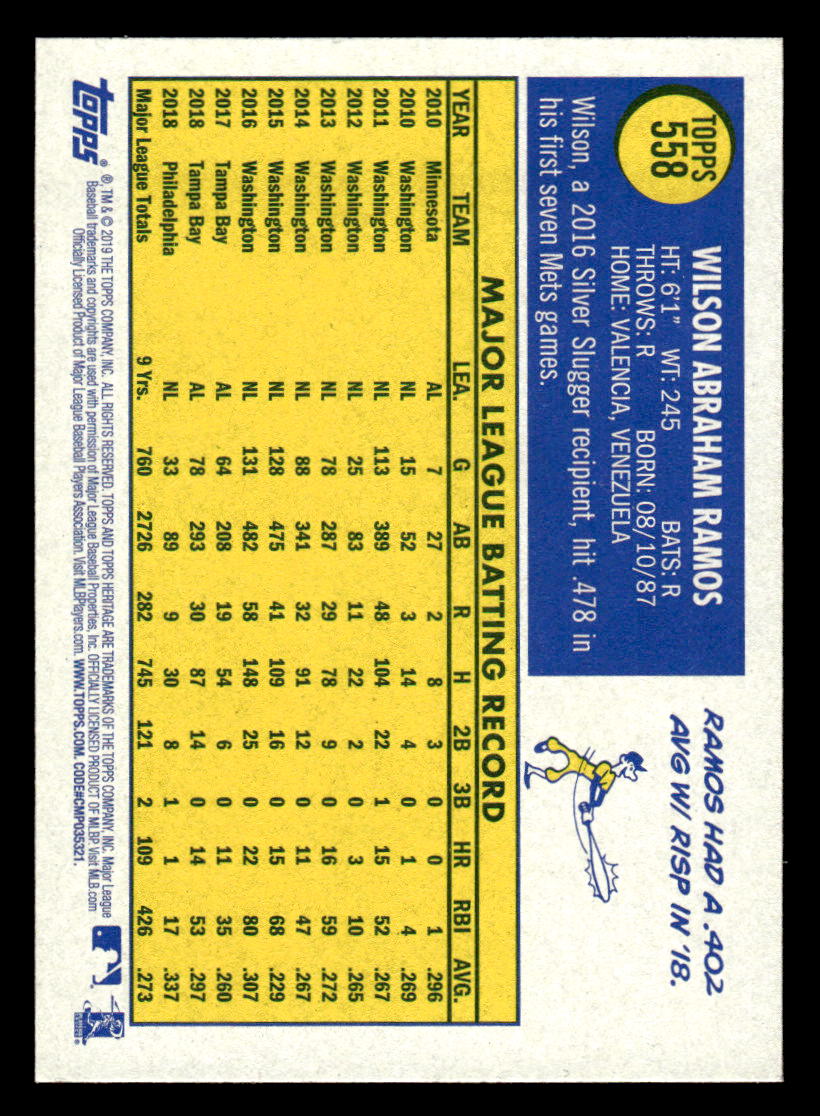 TOPPS
558
WILSON ABRAHAM RAMOS
HT: 6'1" WT: 245 BATS: R
THROWS: R BORN: 08/10/87
HOME: VALENCIA, VENEZUELA
Wilson, a 2016 Silver Slugger recipient, hit .478 in
his first seven Mets games.
RAMOS HAD A .402
AVG W/ RISP IN '18.
MAJOR LEAGUE BATTING RECORD
YEAR TEAM LEA. G AB R H 2B 3B HR RBI AVG.
2010 Minnesota AL 7 27 2 8 3 0 0 1 .296
2010 Washington NL 15 52 3 14 4 0 1 4 .269
2011 Washington NL 113 389 48 104 22 1 15 52 .267
2012 Washington NL 25 83 11 22 2 0 3 10 .265
2013 Washington NL 78 287 29 78 9 0 16 59 .272
2014 Washington NL 88 341 32 91 12 0 11 47 .267
2015 Washington NL 128 475 41 109 16 0 15 68 .229
2016 Washington NL 131 482 58 148 25 0 22 80 .307
2017 Tampa Bay AL 64 208 19 54 6 0 11 35 .260
2018 Tampa Bay AL 78 293 30 87 14 0 14 53 .297
2018 Philadelphia NL 33 89 9 30 8 1 1 17 .337
Major League Totals 9 Yrs. 760 2726 282 745 121 2 109 426 .273
topps®
®, TM & © 2019 THE TOPPS COMPANY, INC. ALL RIGHTS RESERVED. TOPPS AND TOPPS HERITAGE ARE TRADEMARKS OF THE TOPPS COMPANY, INC. Major League
Baseball trademarks and copyrights are used with permission of Major League Baseball Properties, Inc. OFFICIALLY LICENSED PRODUCT OF MLBP. Visit MLB.com
Officially Licensed Product of Major League Baseball Players Association. Visit MLBPlayers.com. WWW.TOPPS.COM. CODE#CMP035321.